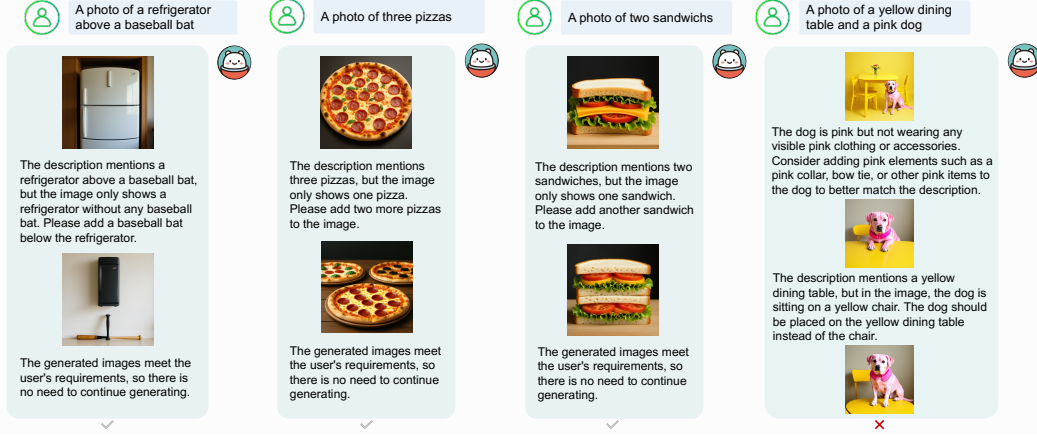 A photo of a refrigerator
above a baseball bat
The description mentions a
refrigerator above a baseball bat,
but the image only shows a
refrigerator without any baseball
bat. Please add a baseball bat
below the refrigerator.
The generated images meet the
user's requirements, so there is
no need to continue generating.
A photo of three pizzas
The description mentions
three pizzas, but the image
only shows one pizza.
Please add two more pizzas
to the image.
The generated images meet
the user's requirements, so
there is no need to continue
generating.
A photo of two sandwichs
The description mentions two
sandwiches, but the image
only shows one sandwich.
Please add another sandwich
to the image.
The generated images meet
the user's requirements, so
there is no need to continue
generating.
A photo of a yellow dining
table and a pink dog
The dog is pink but not wearing any
visible pink clothing or accessories.
Consider adding pink elements such as a
pink collar, bow tie, or other pink items to
the dog to better match the description.
The description mentions a yellow
dining table, but in the image, the dog is
sitting on a yellow chair. The dog should
be placed on the yellow dining table
instead of the chair.